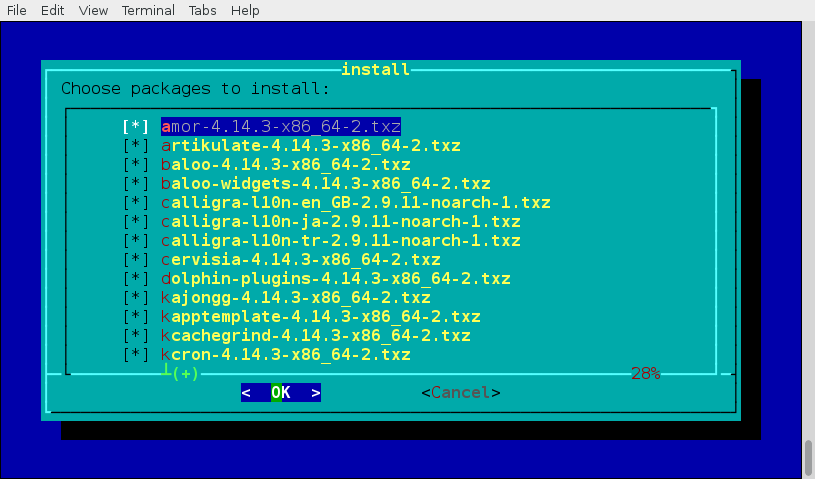 File Edit View Terminal Tabs Help
install
Choose packages to install:
[*] amor-4.14.3-x86_64-2.txz
[*] artikulate-4.14.3-x86_64-2.txz
[*] baloo-4.14.3-x86_64-2.txz
[*] baloo-widgets-4.14.3-x86_64-2.txz
[*] calligra-l10n-en_GB-2.9.11-noarch-1.txz
[*] calligra-l10n-ja-2.9.11-noarch-1.txz
[*] calligra-l10n-tr-2.9.11-noarch-1.txz
[*] cervisia-4.14.3-x86_64-2.txz
[*] dolphin-plugins-4.14.3-x86_64-2.txz
[*] kajongg-4.14.3-x86_64-2.txz
[*] kapptemplate-4.14.3-x86_64-2.txz
[*] kcachegrind-4.14.3-x86_64-2.txz
[*] kcron-4.14.3-x86_64-2.txz
(+) 28%
< OK > <Cancel>